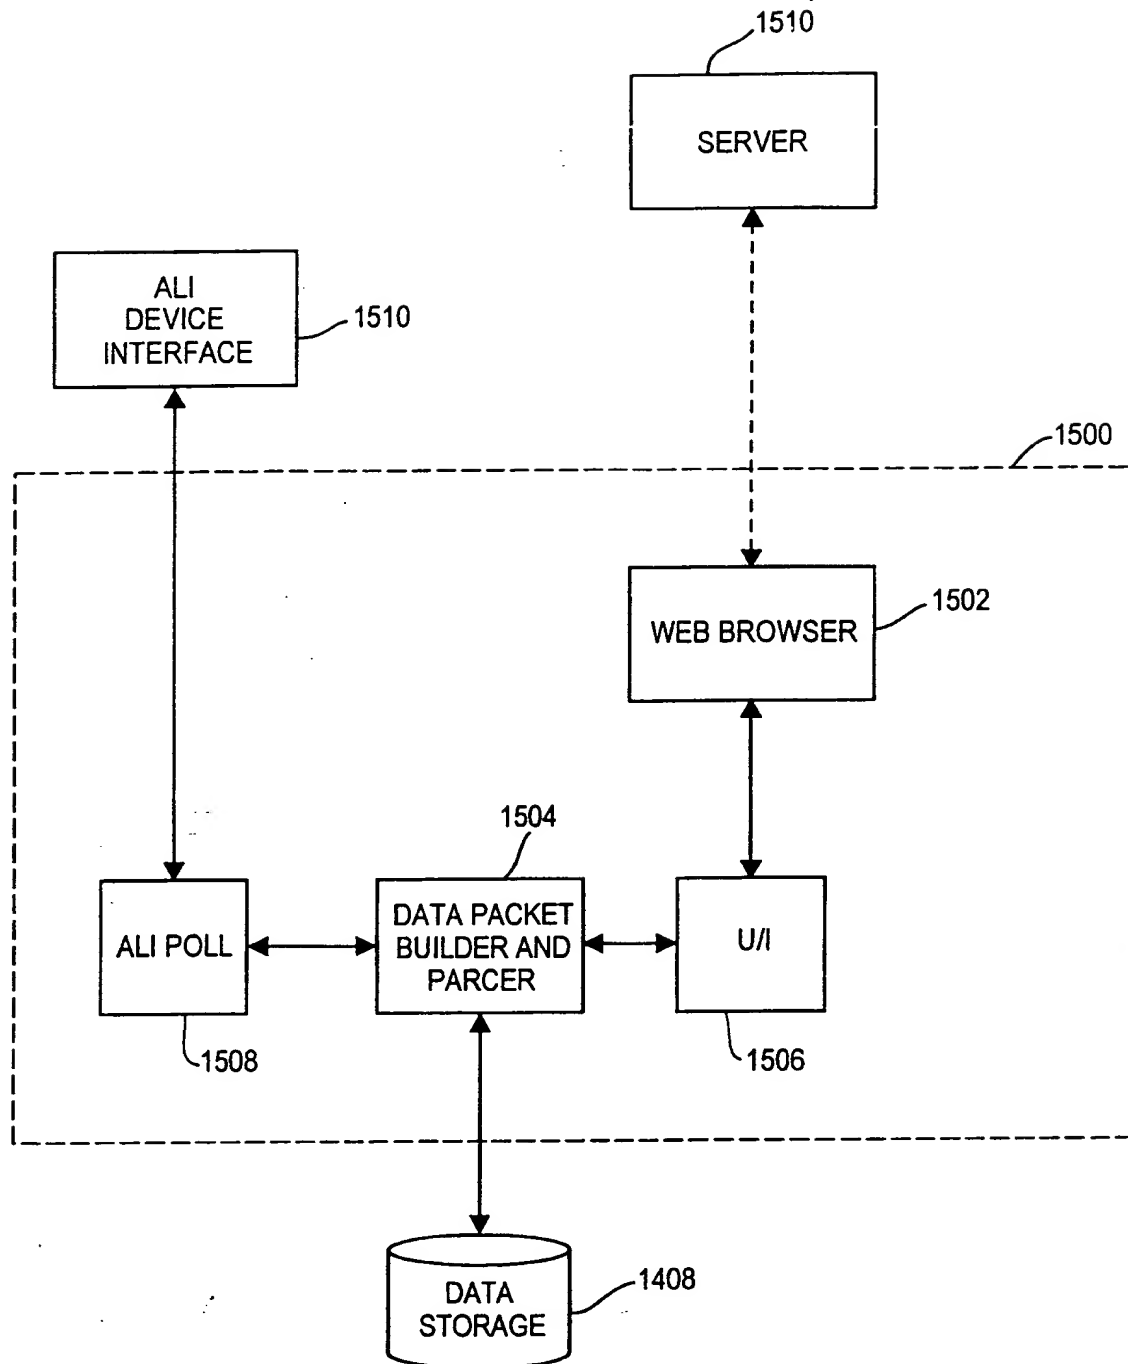 1510
SERVER
ALI
DEVICE
INTERFACE
1510
1500
WEB BROWSER
1502
1504
ALI POLL
DATA PACKET
BUILDER AND
PARCER
U/I
1508
1506
DATA
STORAGE
1408